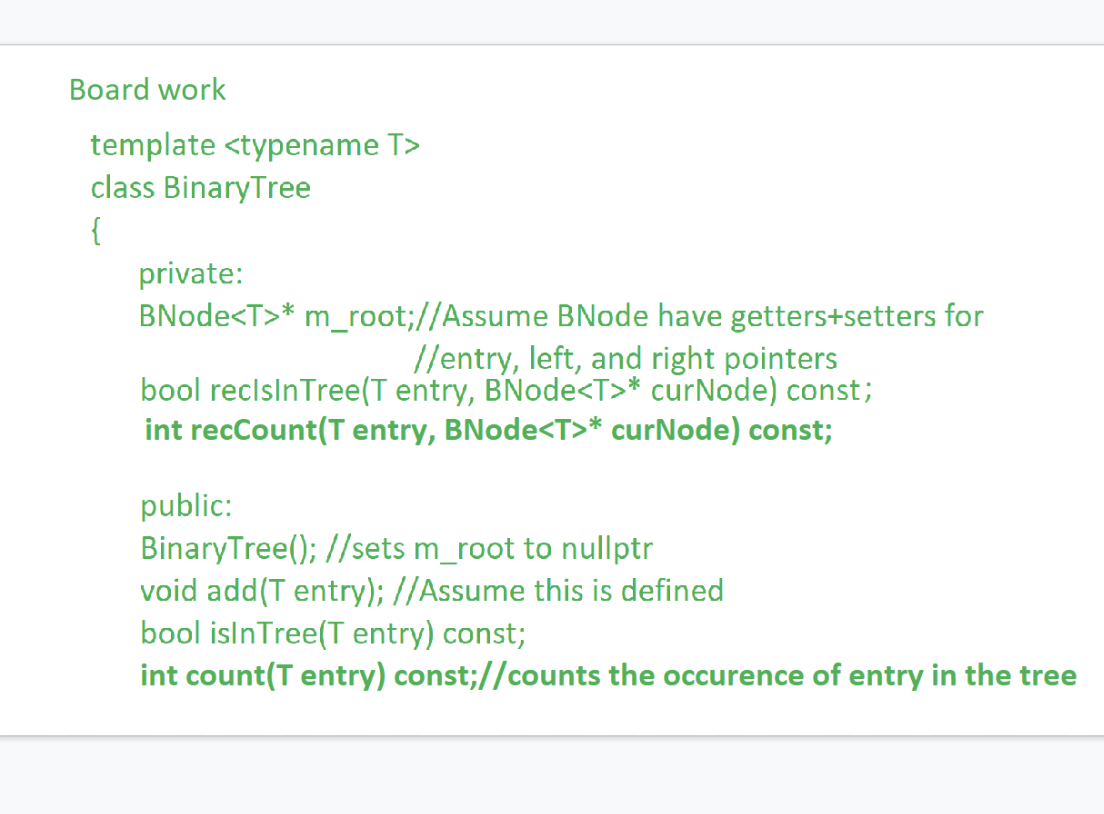 Board work
template <typename T>
class BinaryTree
{
private:
BNode<T>* m_root;//Assume BNode have getters+setters for
//entry, left, and right pointers
bool recIsInTree(T entry, BNode<T>* curNode) const;
int recCount(T entry, BNode<T>* curNode) const;
public:
BinaryTree(); //sets m_root to nullptr
void add(T entry); //Assume this is defined
bool isInTree(T entry) const;
int count(T entry) const;//counts the occurence of entry in the tree